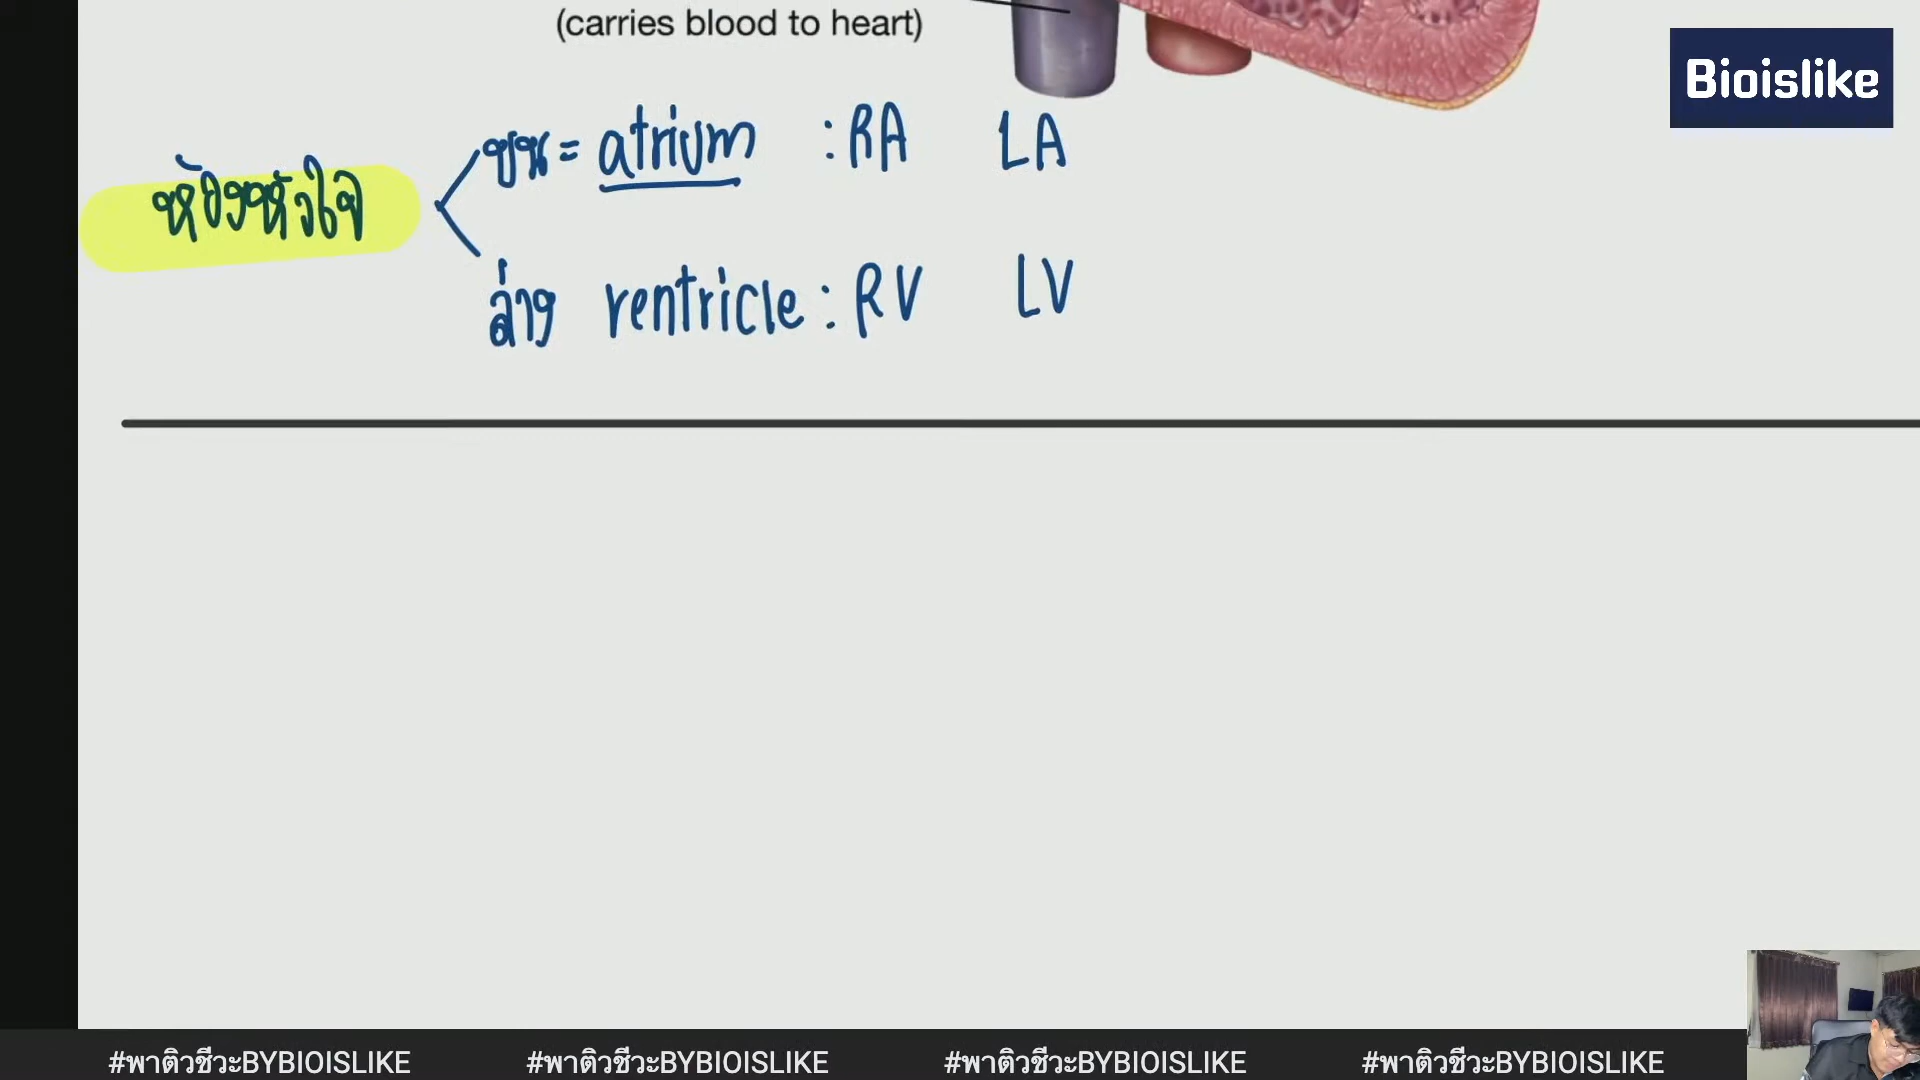 (carries blood to heart)
Bioislike
ห้องหัวใจ
บน = atrium : RA LA
ล่าง ventricle : RV LV
#พาติวชีวะBYBIOISLIKE #พาติวชีวะBYBIOISLIKE #พาติวชีวะBYBIOISLIKE #พาติวชีวะBYBIOISLIKE